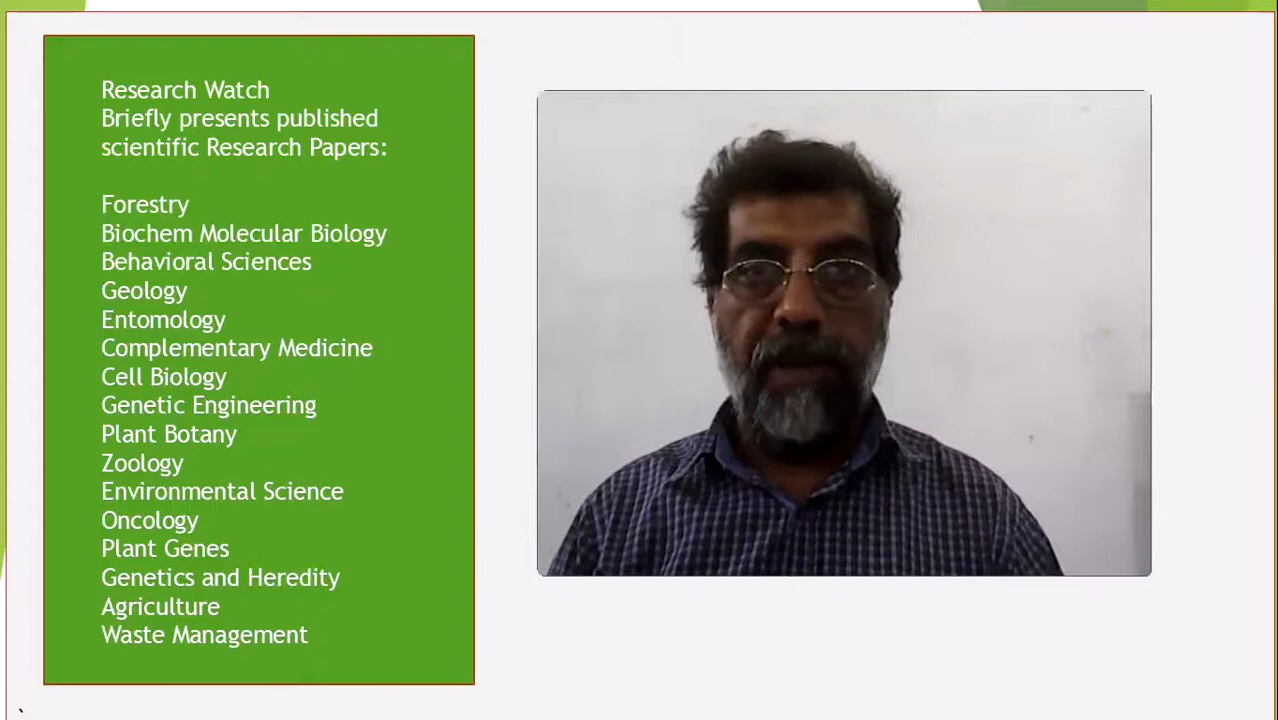 Research Watch
Briefly presents published
scientific Research Papers:
Forestry
Biochem Molecular Biology
Behavioral Sciences
Geology
Entomology
Complementary Medicine
Cell Biology
Genetic Engineering
Plant Botany
Zoology
Environmental Science
Oncology
Plant Genes
Genetics and Heredity
Agriculture
Waste Management
`